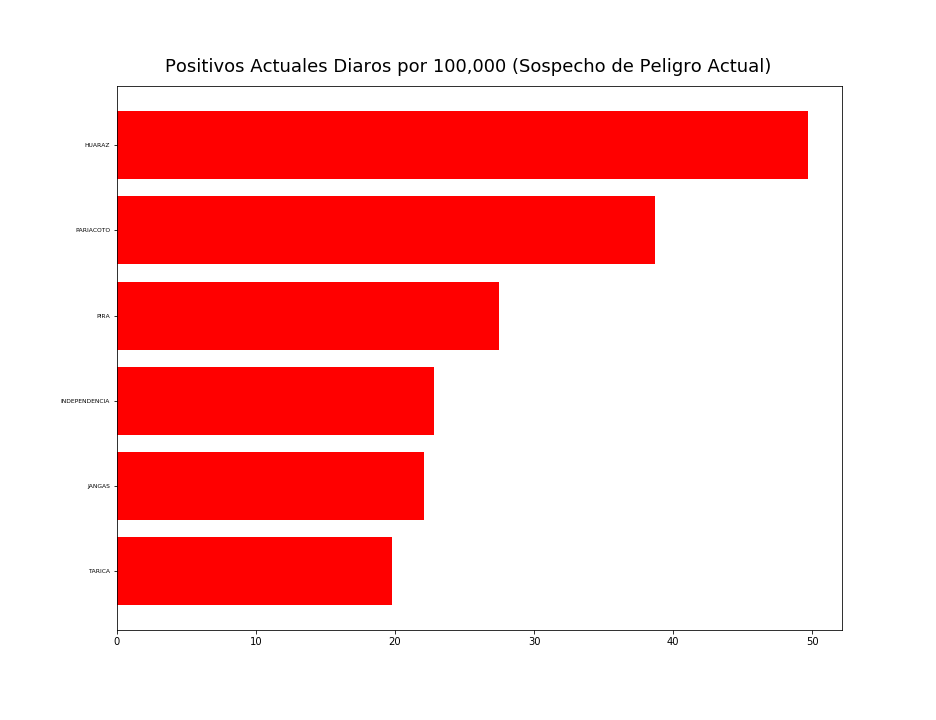 Positivos Actuales Diaros por 100,000 (Sospecho de Peligro Actual)
HUARAZ
PARIACOTO
PIRA
INDEPENDENCIA
JANGAS
TARICA
0 10 20 30 40 50